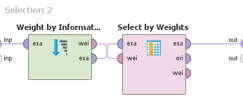 Selection 2
Weight by Informat... Select by Weights
inp exa wei exa exa out
inp exa wei ori out
wei